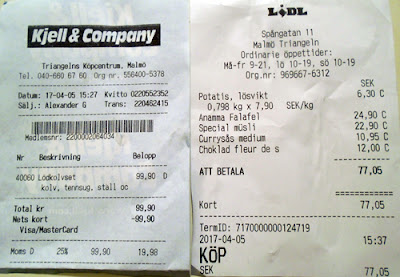 Kjell & Company
Triangelns Köpcentrum, Malmö
Tel. 040-660 67 60 Org-nr. 556400-5378
Datum: 17-04-05 15:27 Kvitto 0220552352
Sälj.: Alexander G Trans: 220462415
Medlemsnr: 2200002064034
Nr Beskrivning Belopp
40060 Lödkolvset 99,90 D
kolv, tennsug, ställ oc
Total kr 99,90
Nets kort -99,90
Visa/MasterCard
Moms D 25% 99,90 19,98
LIDL
Spångatan 11
Malmö Triangeln
Ordinarie öppettider:
Må-fr 9-21, lö 10-19, sö 10-19
Org.nr: 969667-6312
SEK
Potatis, lösvikt 6,30 C
0,798 kg x 7,90 SEK/kg
Anamma Falafel 24,90 C
Special müsli 22,90 C
Currysås medium 10,95 C
Choklad fleur de s 12,00 C
ATT BETALA 77,05
Kort 77,05
TermID: 7170000000124719
2017-04-05 15:37
KÖP
SEK 77,05